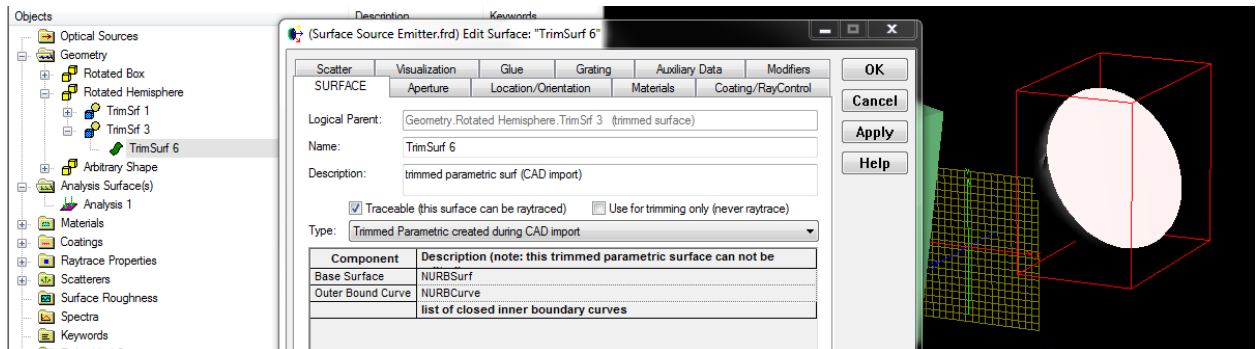 Objects Description Keywords
Optical Sources
Geometry
Rotated Box
Rotated Hemisphere
TrimSrf 1
TrimSrf 3
TrimSurf 6
Arbitrary Shape
Analysis Surface(s)
Analysis 1
Materials
Coatings
Raytrace Properties
Scatterers
Surface Roughness
Spectra
Keywords
(Surface Source Emitter.frd) Edit Surface: "TrimSurf 6"
Scatter Visualization Glue Grating Auxiliary Data Modifiers
SURFACE Aperture Location/Orientation Materials Coating/RayControl
Logical Parent: Geometry.Rotated Hemisphere.TrimSrf 3 (trimmed surface)
Name: TrimSurf 6
Description: trimmed parametric surf (CAD import)
Traceable (this surface can be raytraced) Use for trimming only (never raytrace)
Type: Trimmed Parametric created during CAD import
Component Description (note: this trimmed parametric surface can not be
Base Surface NURBSurf
Outer Bound Curve NURBCurve
list of closed inner boundary curves
OK
Cancel
Apply
Help